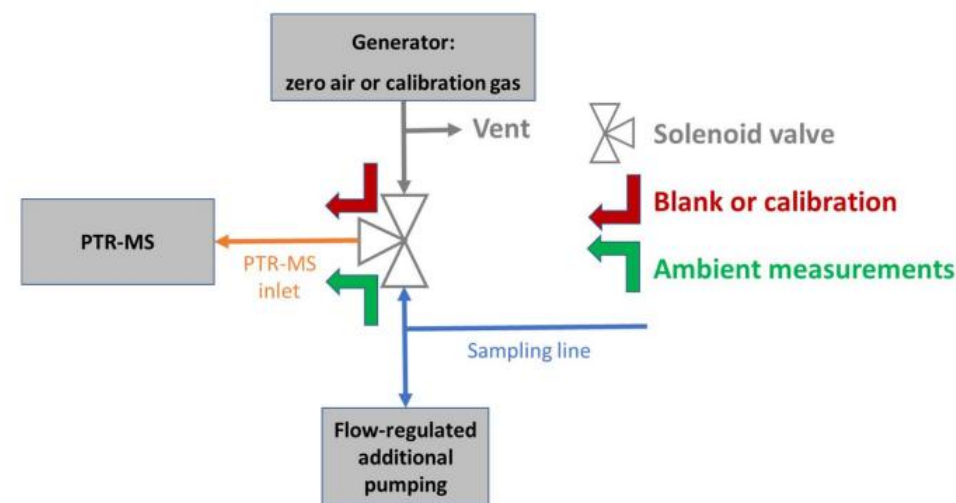 Generator:
zero air or calibration gas
Vent
Solenoid valve
Blank or calibration
PTR-MS
PTR-MS
inlet
Ambient measurements
Sampling line
Flow-regulated
additional
pumping